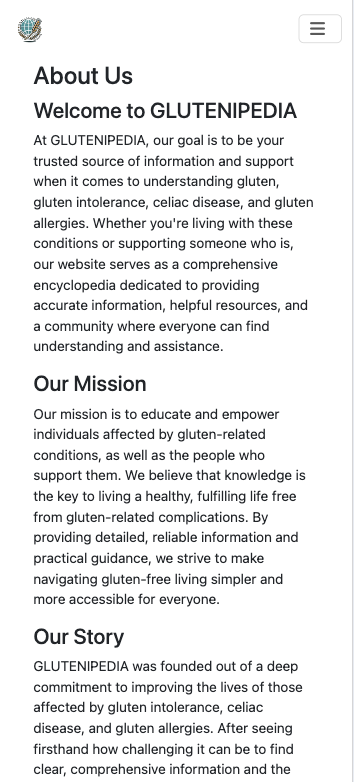 About Us
Welcome to GLUTENIPEDIA
At GLUTENIPEDIA, our goal is to be your
trusted source of information and support
when it comes to understanding gluten,
gluten intolerance, celiac disease, and gluten
allergies. Whether you're living with these
conditions or supporting someone who is,
our website serves as a comprehensive
encyclopedia dedicated to providing
accurate information, helpful resources, and
a community where everyone can find
understanding and assistance.
Our Mission
Our mission is to educate and empower
individuals affected by gluten-related
conditions, as well as the people who
support them. We believe that knowledge is
the key to living a healthy, fulfilling life free
from gluten-related complications. By
providing detailed, reliable information and
practical guidance, we strive to make
navigating gluten-free living simpler and
more accessible for everyone.
Our Story
GLUTENIPEDIA was founded out of a deep
commitment to improving the lives of those
affected by gluten intolerance, celiac
disease, and gluten allergies. After seeing
firsthand how challenging it can be to find
clear, comprehensive information and the